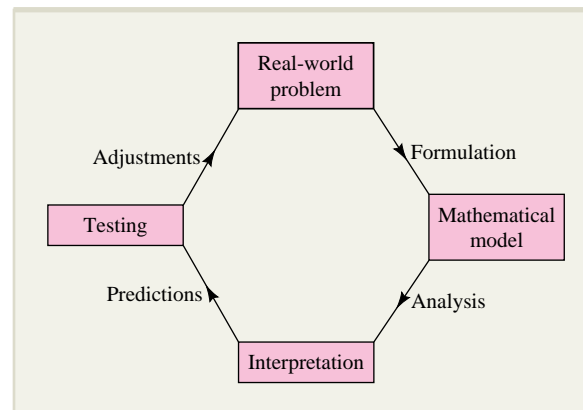 Real-world
problem
Adjustments
Formulation
Testing
Mathematical
model
Predictions
Analysis
Interpretation